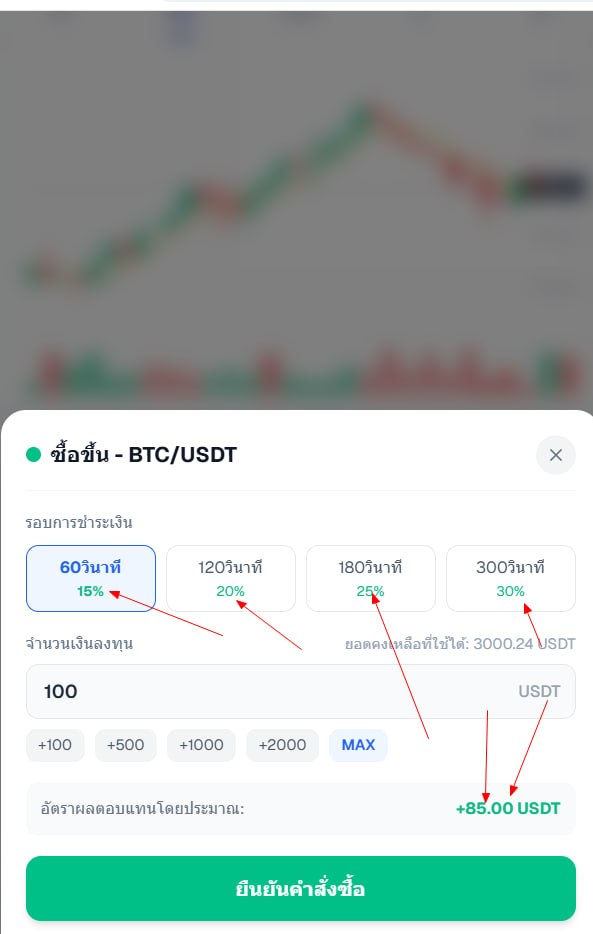 ซื้อขึ้น - BTC/USDT
รอบการชำระเงิน
60วินาที 120วินาที 180วินาที 300วินาที
15% 20% 25% 30%
จำนวนเงินลงทุน ยอดคงเหลือที่ใช้ได้: 3000.24 USDT
100 USDT
+100 +500 +1000 +2000 MAX
อัตราผลตอบแทนโดยประมาณ: +85.00 USDT
ยืนยันคำสั่งซื้อ